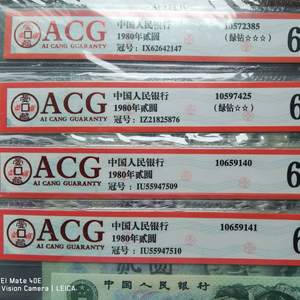 ACG
AI CANG GUARANTY
中国人民银行
1980年贰圆
冠号: IX62642147
10572385
(绿钻☆☆☆)
6
ACG
AI CANG GUARANTY
中国人民银行
1980年贰圆
冠号: IZ21825876
10597425
(绿钻☆☆☆)
6
ACG
AI CANG GUARANTY
中国人民银行
1980年贰圆
冠号: IU55947509
10659140
6
ACG
AI CANG GUARANTY
中国人民银行
1980年贰圆
冠号: IU55947510
10659141
6
中国人民银行
EI Mate 40E
Vision Camera | LEICA